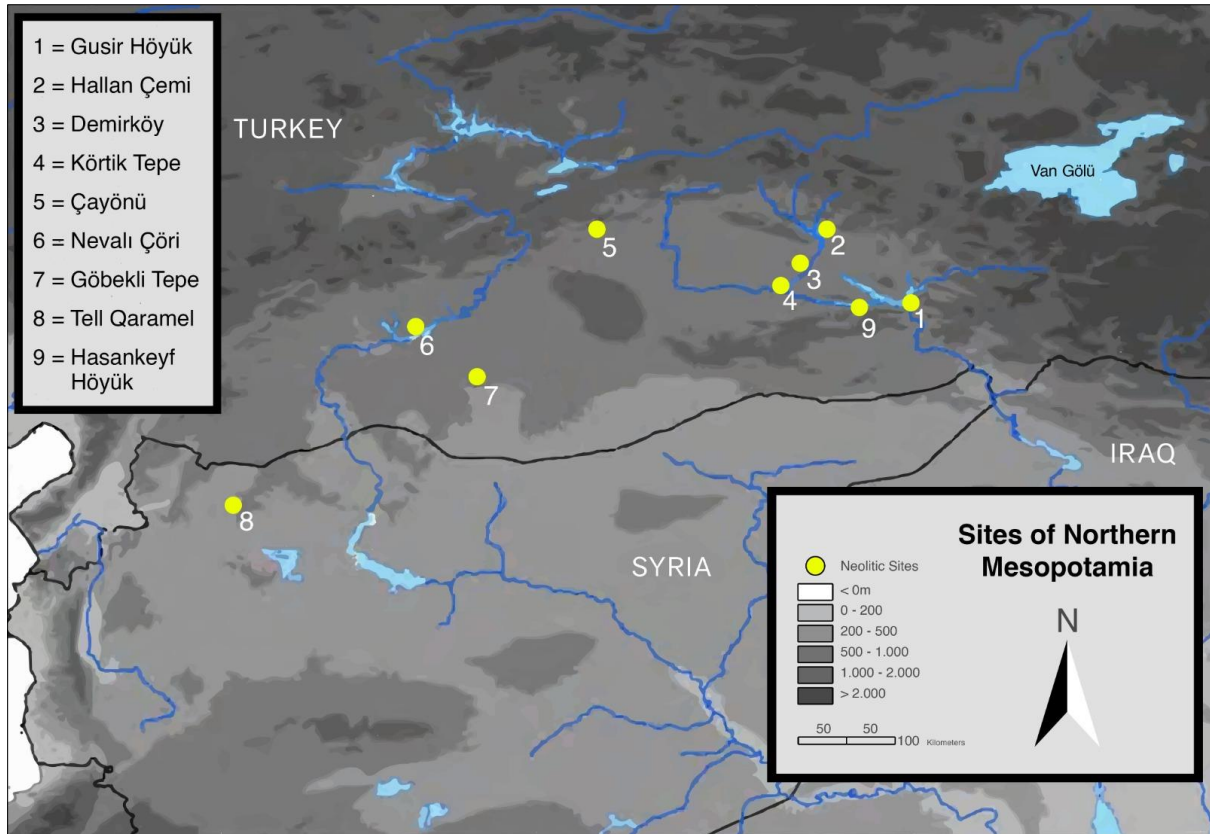 1 = Gusir Höyük
2 = Hallan Çemi
3 = Demirköy
4 = Körtik Tepe
5 = Çayönü
6 = Nevalı Çöri
7 = Göbekli Tepe
8 = Tell Qaramel
9 = Hasankeyf
Höyük
TURKEY
Van Gölü
5
2
3
4
9
1
6
7
IRAQ
8
SYRIA
Sites of Northern
Mesopotamia
Neolitic Sites
< 0m
0 - 200
200 - 500
500 - 1.000
1.000 - 2.000
> 2.000
N
50 50
100 Kilometers